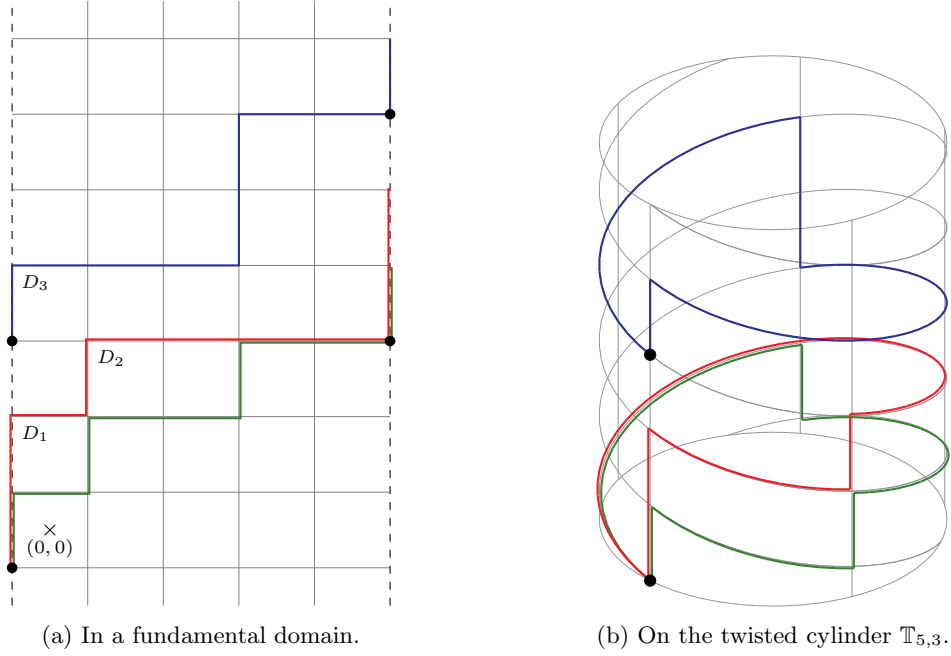 D₃
D₂
D₁
×
(0, 0)
(a) In a fundamental domain.
(b) On the twisted cylinder 𝕋₅,₃.